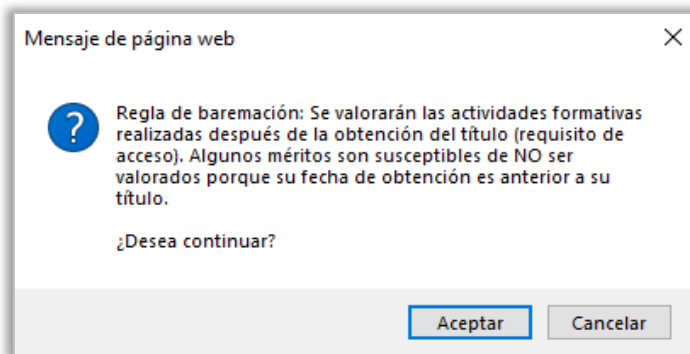 Mensaje de página web
Regla de baremación: Se valorarán las actividades formativas
realizadas después de la obtención del título (requisito de
acceso). Algunos méritos son susceptibles de NO ser
valorados porque su fecha de obtención es anterior a su
título.
¿Desea continuar?
Aceptar
Cancelar